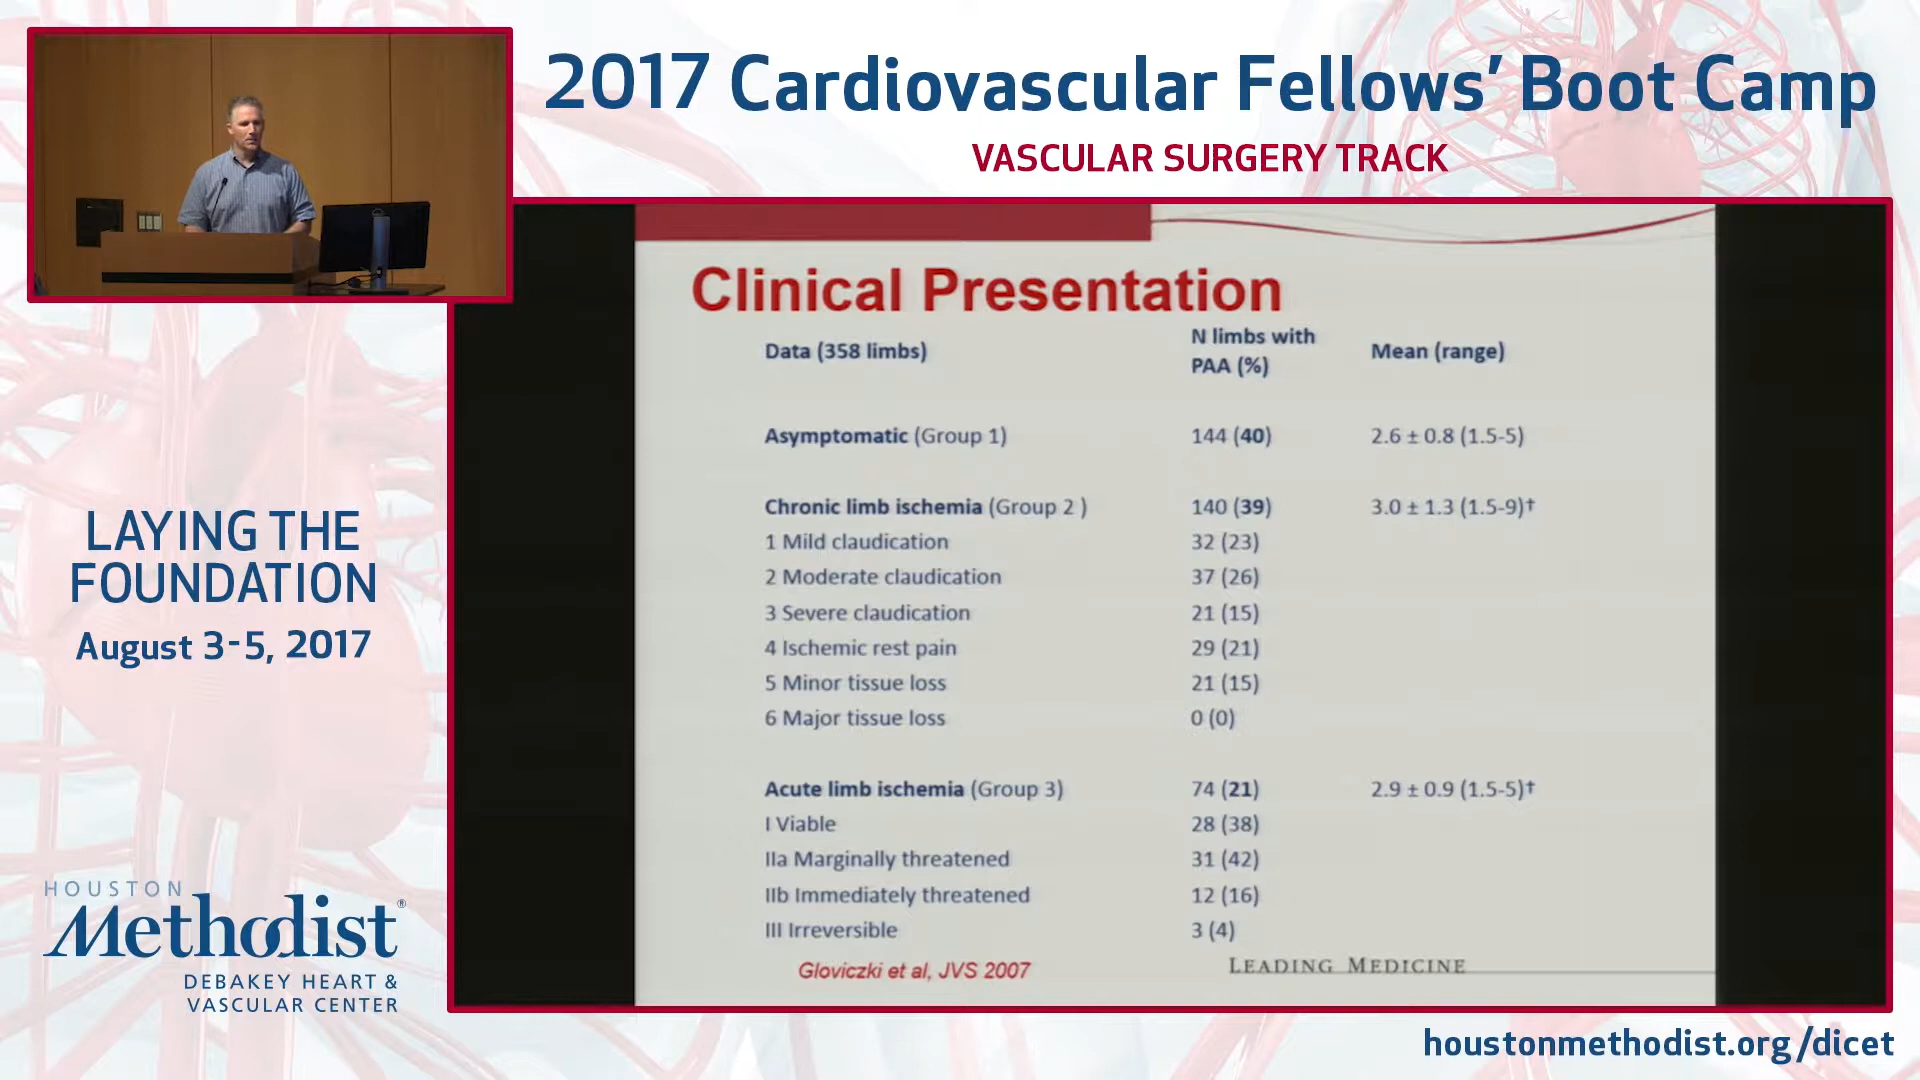 2017 Cardiovascular Fellows’ Boot Camp
VASCULAR SURGERY TRACK
Clinical Presentation
Data (358 limbs) N limbs with PAA (%) Mean (range)
Asymptomatic (Group 1) 144 (40) 2.6 ± 0.8 (1.5-5)
Chronic limb ischemia (Group 2 ) 140 (39) 3.0 ± 1.3 (1.5-9)†
1 Mild claudication 32 (23)
2 Moderate claudication 37 (26)
3 Severe claudication 21 (15)
4 Ischemic rest pain 29 (21)
5 Minor tissue loss 21 (15)
6 Major tissue loss 0 (0)
Acute limb ischemia (Group 3) 74 (21) 2.9 ± 0.9 (1.5-5)†
I Viable 28 (38)
IIa Marginally threatened 31 (42)
IIb Immediately threatened 12 (16)
III Irreversible 3 (4)
Gloviczki et al, JVS 2007
LEADING MEDICINE
LAYING THE
FOUNDATION
August 3-5, 2017
HOUSTON
Methodist®
DEBAKEY HEART &
VASCULAR CENTER
houstonmethodist.org/dicet